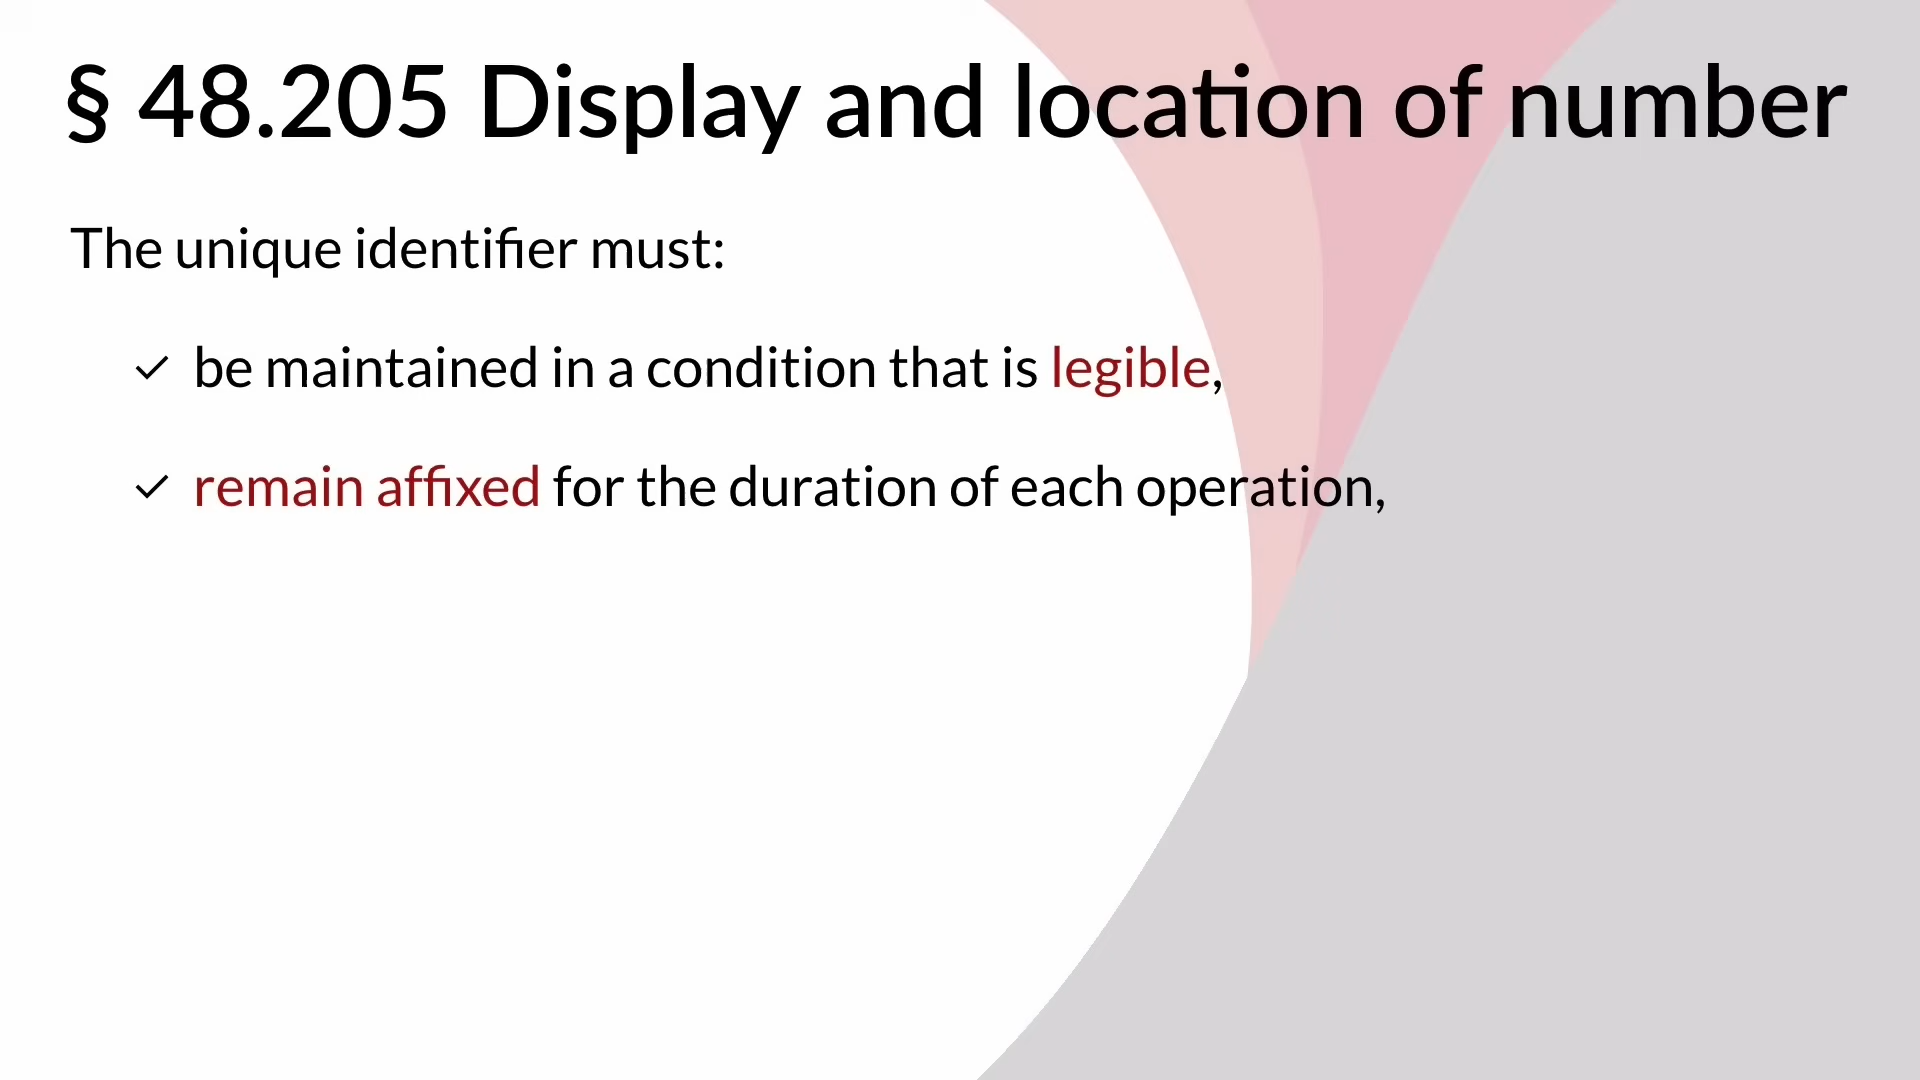 § 48.205 Display and location of number
The unique identifier must:
✓ be maintained in a condition that is legible,
✓ remain affixed for the duration of each operation,